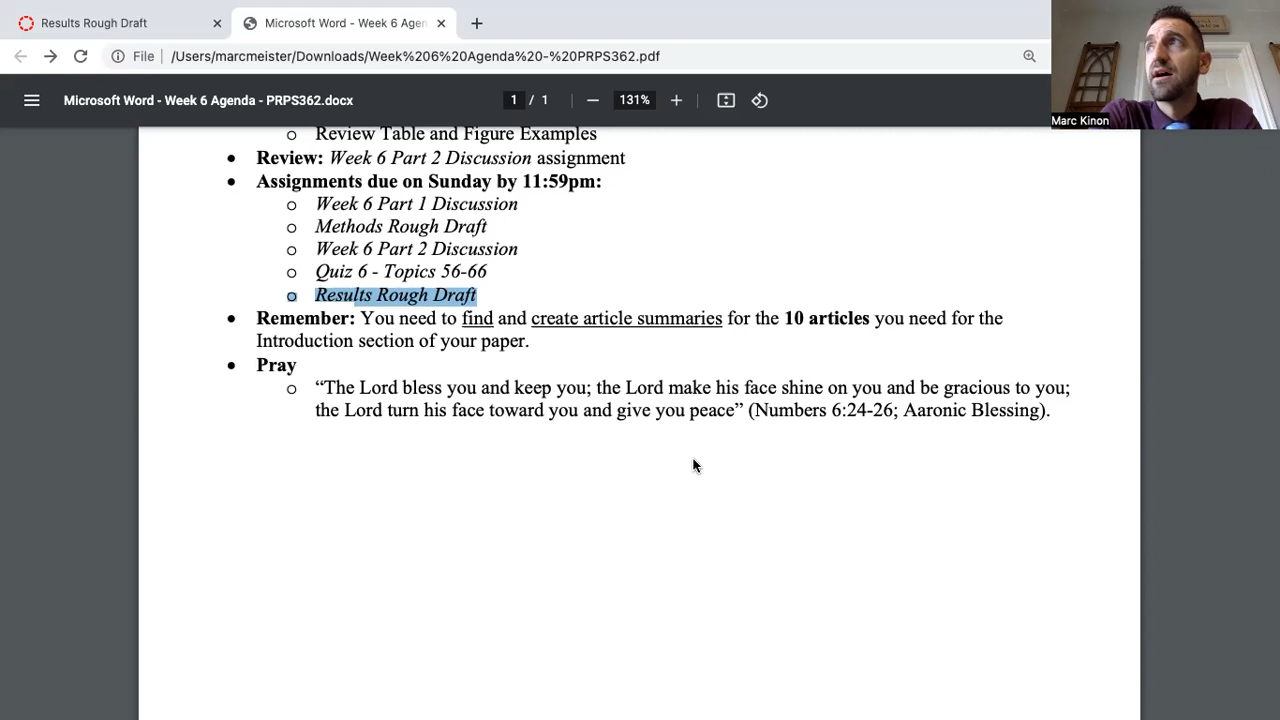 Results Rough Draft
Microsoft Word - Week 6 Agen
File /Users/marcmeister/Downloads/Week%206%20Agenda%20-%20PRPS362.pdf
Microsoft Word - Week 6 Agenda - PRPS362.docx
1 / 1
131%
Marc Kinon
o Review Table and Figure Examples
• Review: Week 6 Part 2 Discussion assignment
• Assignments due on Sunday by 11:59pm:
o Week 6 Part 1 Discussion
o Methods Rough Draft
o Week 6 Part 2 Discussion
o Quiz 6 - Topics 56-66
o Results Rough Draft
• Remember: You need to find and create article summaries for the 10 articles you need for the
Introduction section of your paper.
• Pray
o “The Lord bless you and keep you; the Lord make his face shine on you and be gracious to you;
the Lord turn his face toward you and give you peace” (Numbers 6:24-26; Aaronic Blessing).